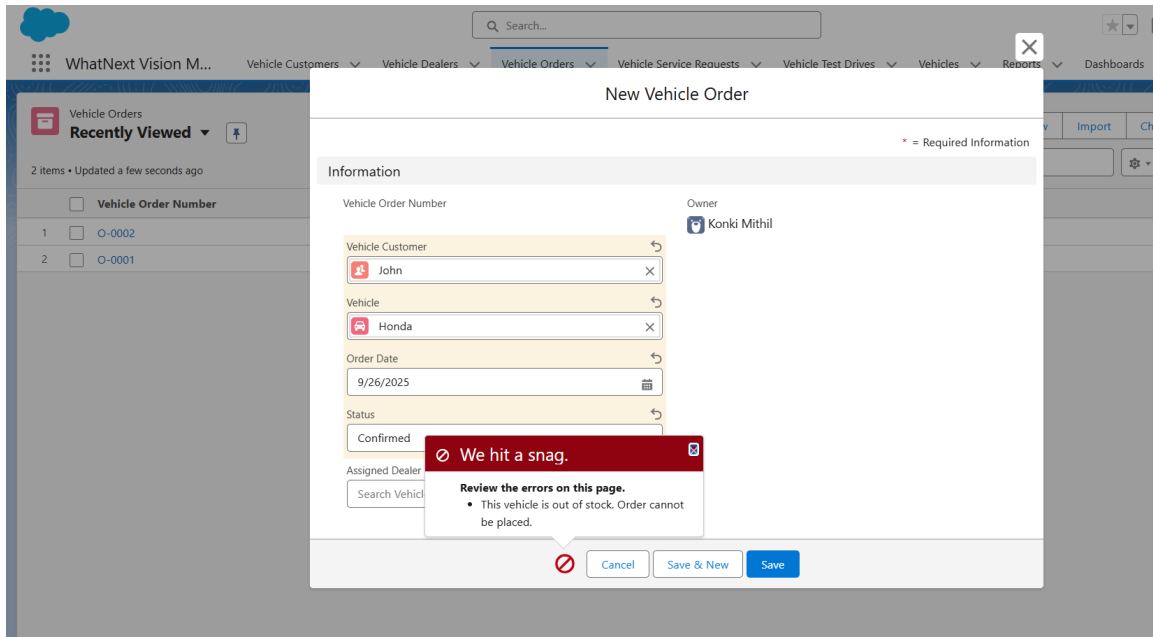 Search...
WhatNext Vision M...
Vehicle Customers
Vehicle Dealers
Vehicle Orders
Vehicle Service Requests
Vehicle Test Drives
Vehicles
Reports
Dashboards
Vehicle Orders
Recently Viewed
Import
2 items • Updated a few seconds ago
Vehicle Order Number
1 O-0002
2 O-0001
New Vehicle Order
* = Required Information
Information
Vehicle Order Number
Owner
Konki Mithil
Vehicle Customer
John
Vehicle
Honda
Order Date
9/26/2025
Status
Confirmed
Assigned Dealer
Search
We hit a snag.
Review the errors on this page.
• This vehicle is out of stock. Order cannot
be placed.
Cancel
Save & New
Save